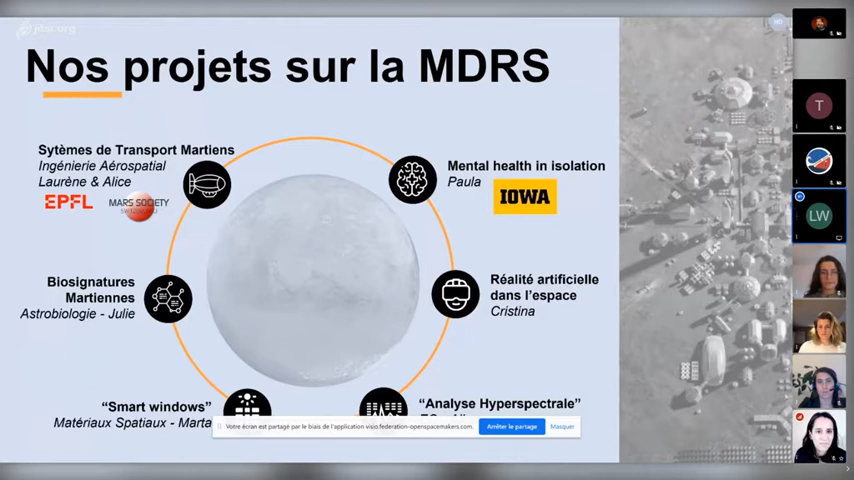 jitsi.org
Nos projets sur la MDRS
Sytèmes de Transport Martiens
Ingénierie Aérospatial
Laurène & Alice
EPFL
MARS SOCIETY
SWITZERLAND
Mental health in isolation
Paula
IOWA
Biosignatures
Martiennes
Astrobiologie - Julie
Réalité artificielle
dans l'espace
Cristina
"Smart windows"
Matériaux Spatiaux - Marta
"Analyse Hyperspectrale"
Votre écran est partagé par le biais de l'application visio.federation-openspacemakers.com.
Arrêter le partage
Masquer
T
LW